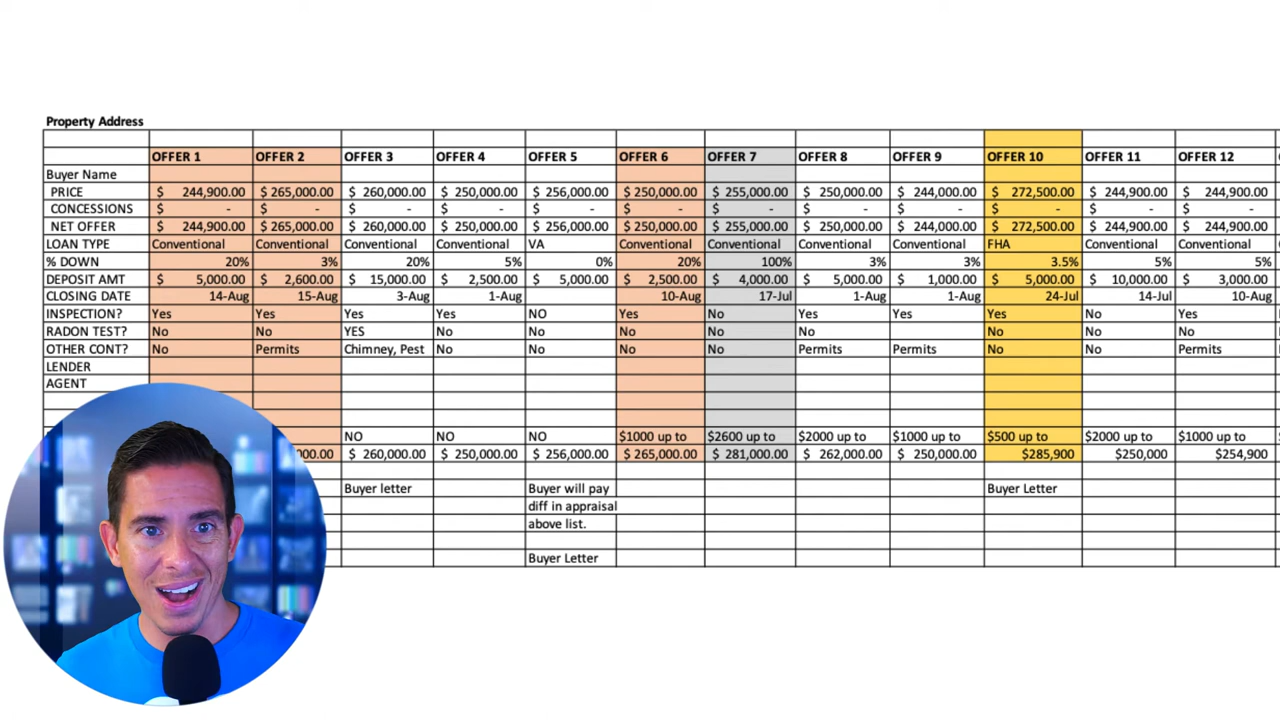 Property Address
OFFER 1 OFFER 2 OFFER 3 OFFER 4 OFFER 5 OFFER 6 OFFER 7 OFFER 8 OFFER 9 OFFER 10 OFFER 11 OFFER 12
Buyer Name
PRICE $ 244,900.00 $ 265,000.00 $ 260,000.00 $ 250,000.00 $ 256,000.00 $ 250,000.00 $ 255,000.00 $ 250,000.00 $ 244,000.00 $ 272,500.00 $ 244,900.00 $ 244,900.00
CONCESSIONS $ - $ - $ - $ - $ - $ - $ - $ - $ - $ - $ - $ -
NET OFFER $ 244,900.00 $ 265,000.00 $ 260,000.00 $ 250,000.00 $ 256,000.00 $ 250,000.00 $ 255,000.00 $ 250,000.00 $ 244,000.00 $ 272,500.00 $ 244,900.00 $ 244,900.00
LOAN TYPE Conventional Conventional Conventional Conventional VA Conventional Conventional Conventional Conventional FHA Conventional Conventional
% DOWN 20% 3% 20% 5% 0% 20% 100% 3% 3% 3.5% 5% 5%
DEPOSIT AMT $ 5,000.00 $ 2,600.00 $ 15,000.00 $ 2,500.00 $ 5,000.00 $ 2,500.00 $ 4,000.00 $ 5,000.00 $ 1,000.00 $ 5,000.00 $ 10,000.00 $ 3,000.00
CLOSING DATE 14-Aug 15-Aug 3-Aug 1-Aug 10-Aug 17-Jul 1-Aug 1-Aug 24-Jul 14-Jul 10-Aug
INSPECTION? Yes Yes Yes Yes NO Yes No Yes Yes Yes No Yes
RADON TEST? No No YES No No No No No No No No
OTHER CONT? No Permits Chimney, Pest No No No No Permits Permits No No Permits
LENDER
AGENT
NO NO NO $1000 up to $2600 up to $2000 up to $1000 up to $500 up to $2000 up to $1000 up to
000.00 $ 260,000.00 $ 250,000.00 $ 256,000.00 $ 265,000.00 $ 281,000.00 $ 262,000.00 $ 250,000.00 $285,900 $250,000 $254,900
Buyer letter Buyer will pay Buyer Letter
diff in appraisal
above list.
Buyer Letter